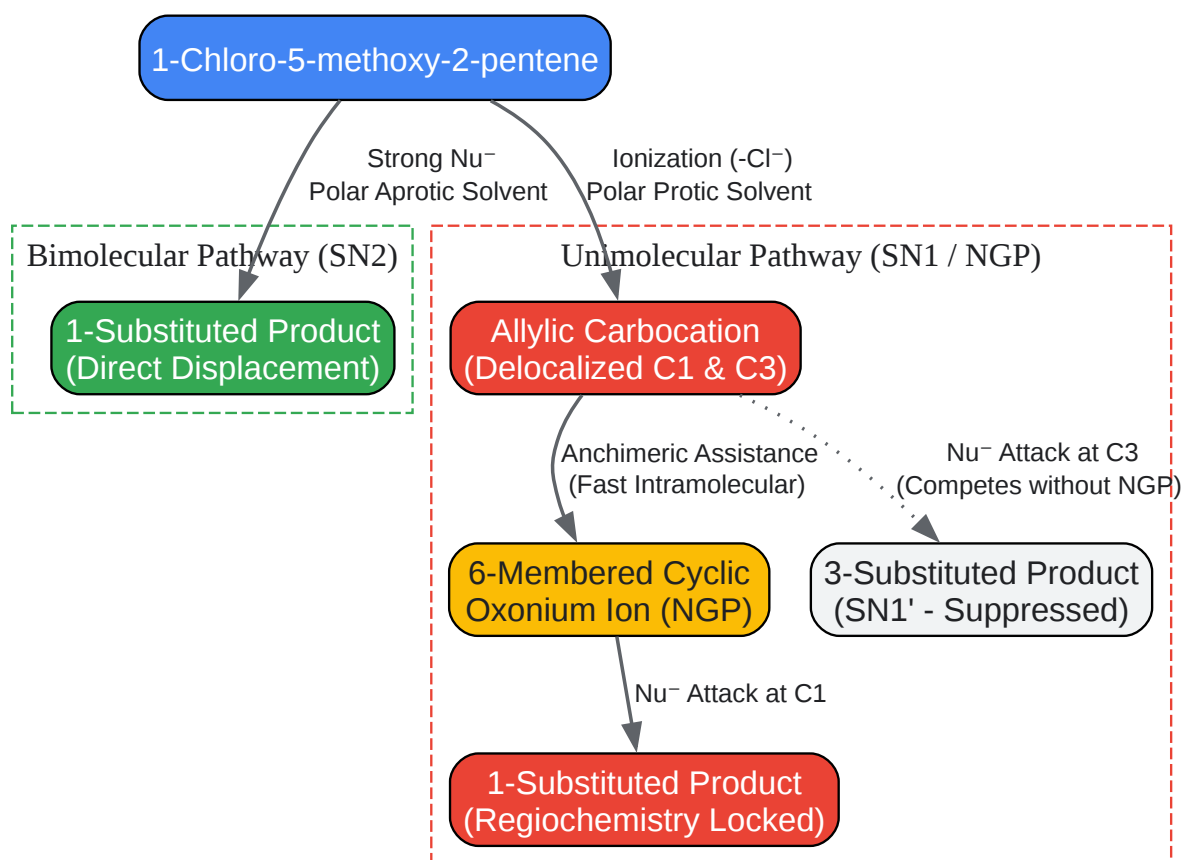 1-Chloro-5-methoxy-2-pentene
Strong Nu⁻
Polar Aprotic Solvent
Ionization (-Cl⁻)
Polar Protic Solvent
Bimolecular Pathway (SN2)
Unimolecular Pathway (SN1 / NGP)
1-Substituted Product
(Direct Displacement)
Allylic Carbocation
(Delocalized C1 & C3)
Anchimeric Assistance
(Fast Intramolecular)
Nu⁻ Attack at C3
(Competes without NGP)
6-Membered Cyclic
Oxonium Ion (NGP)
3-Substituted Product
(SN1' - Suppressed)
Nu⁻ Attack at C1
1-Substituted Product
(Regiochemistry Locked)